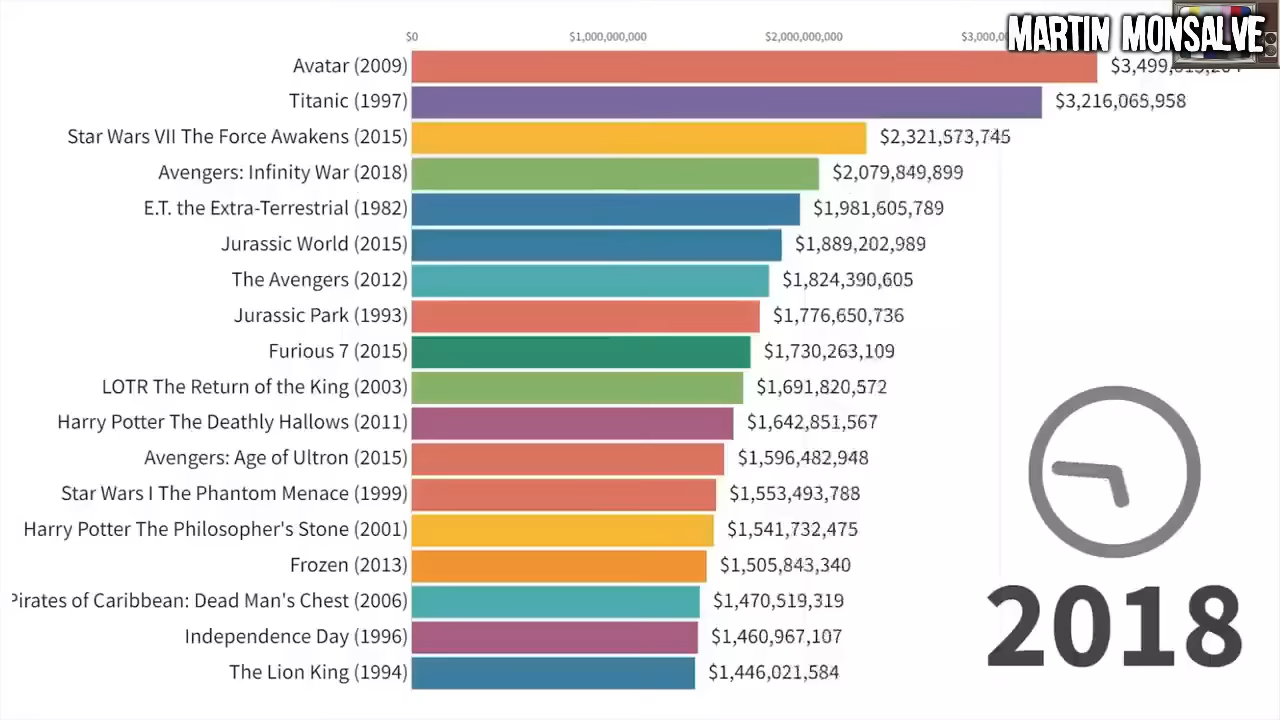 MARTIN MONSALVE
$0 $1,000,000,000 $2,000,000,000
Avatar (2009)
Titanic (1997) $3,216,065,958
Star Wars VII The Force Awakens (2015) $2,321,573,745
Avengers: Infinity War (2018) $2,079,849,899
E.T. the Extra-Terrestrial (1982) $1,981,605,789
Jurassic World (2015) $1,889,202,989
The Avengers (2012) $1,824,390,605
Jurassic Park (1993) $1,776,650,736
Furious 7 (2015) $1,730,263,109
LOTR The Return of the King (2003) $1,691,820,572
Harry Potter The Deathly Hallows (2011) $1,642,851,567
Avengers: Age of Ultron (2015) $1,596,482,948
Star Wars I The Phantom Menace (1999) $1,553,493,788
Harry Potter The Philosopher's Stone (2001) $1,541,732,475
Frozen (2013) $1,505,843,340
Pirates of Caribbean: Dead Man's Chest (2006) $1,470,519,319
Independence Day (1996) $1,460,967,107
The Lion King (1994) $1,446,021,584
2018